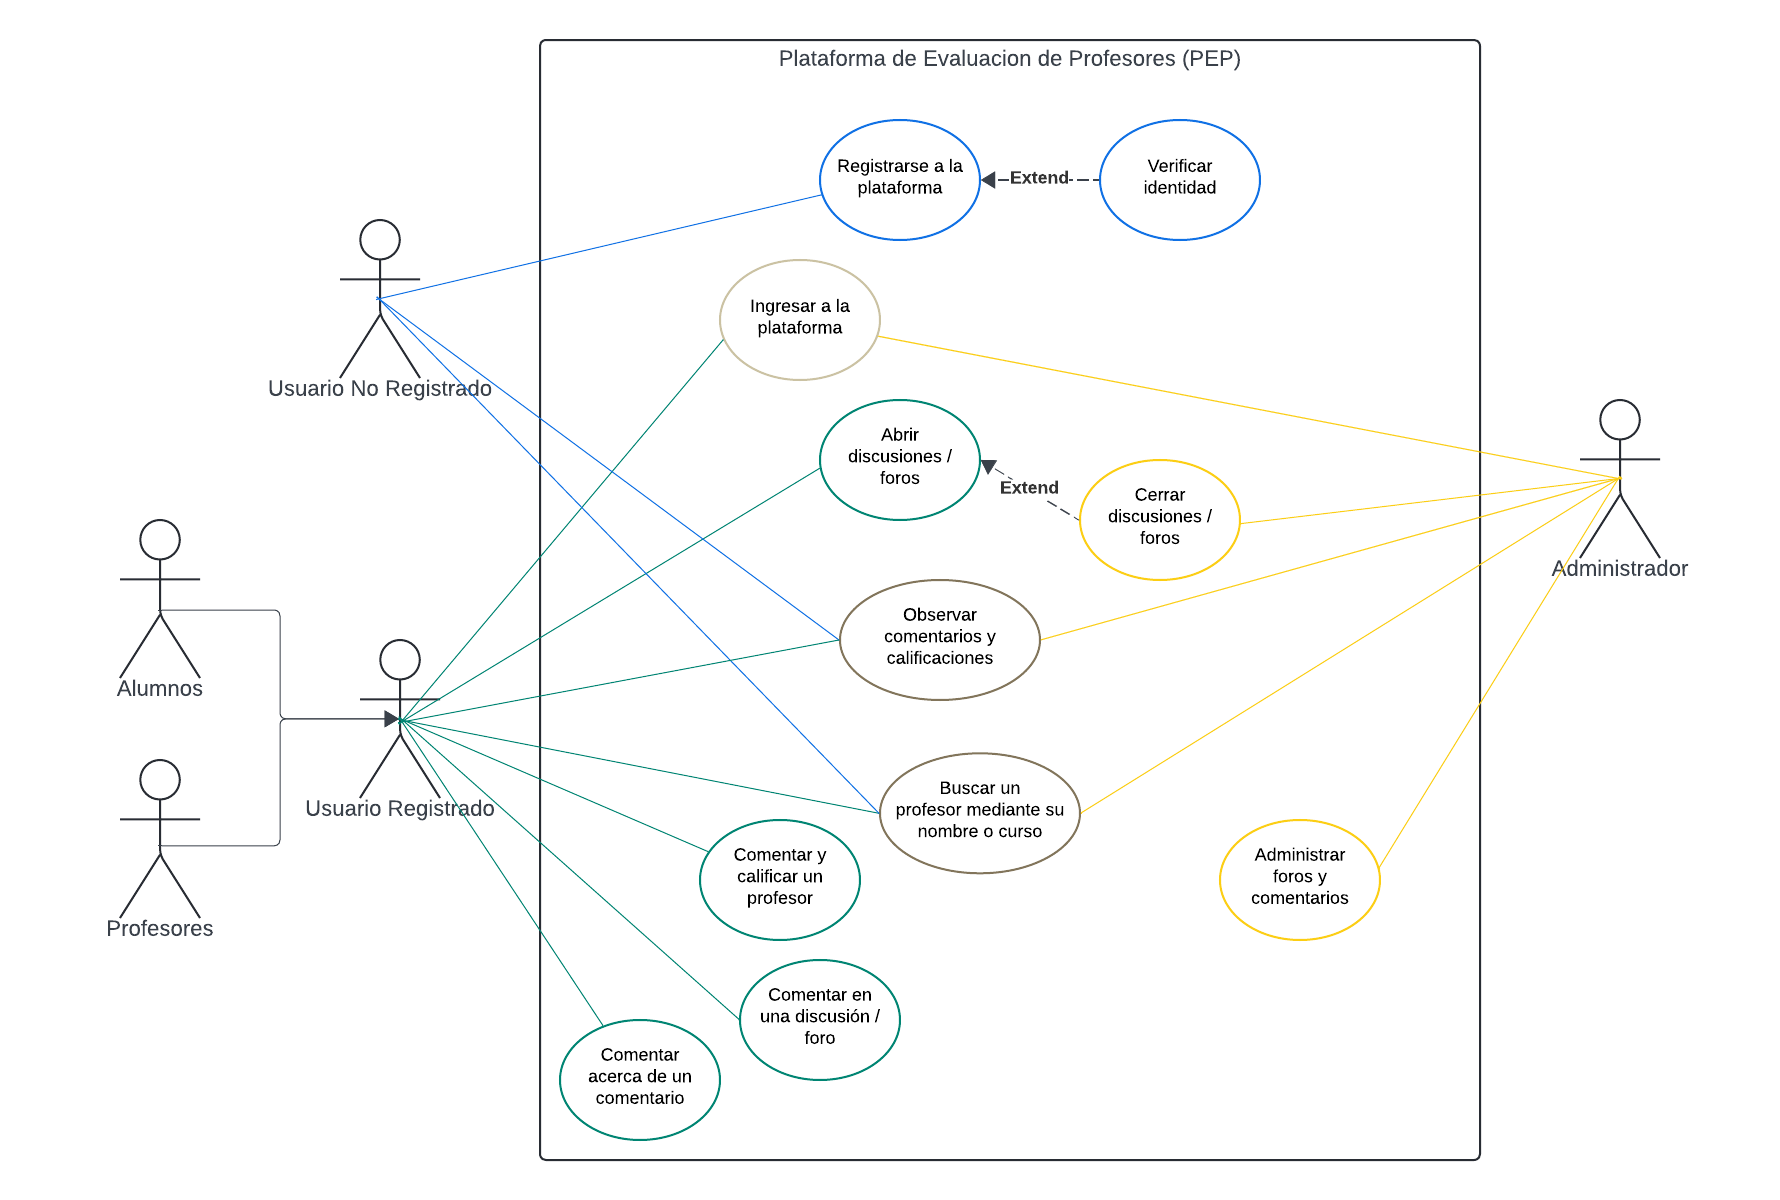 Plataforma de Evaluacion de Profesores (PEP)
Registrarse a la
plataforma
Extend
Verificar
identidad
Usuario No Registrado
Ingresar a la
plataforma
Abrir
discusiones /
foros
Extend
Cerrar
discusiones /
foros
Administrador
Observar
comentarios y
calificaciones
Alumnos
Usuario Registrado
Profesores
Buscar un
profesor mediante su
nombre o curso
Comentar y
calificar un
profesor
Administrar
foros y
comentarios
Comentar en
una discusión /
foro
Comentar
acerca de un
comentario